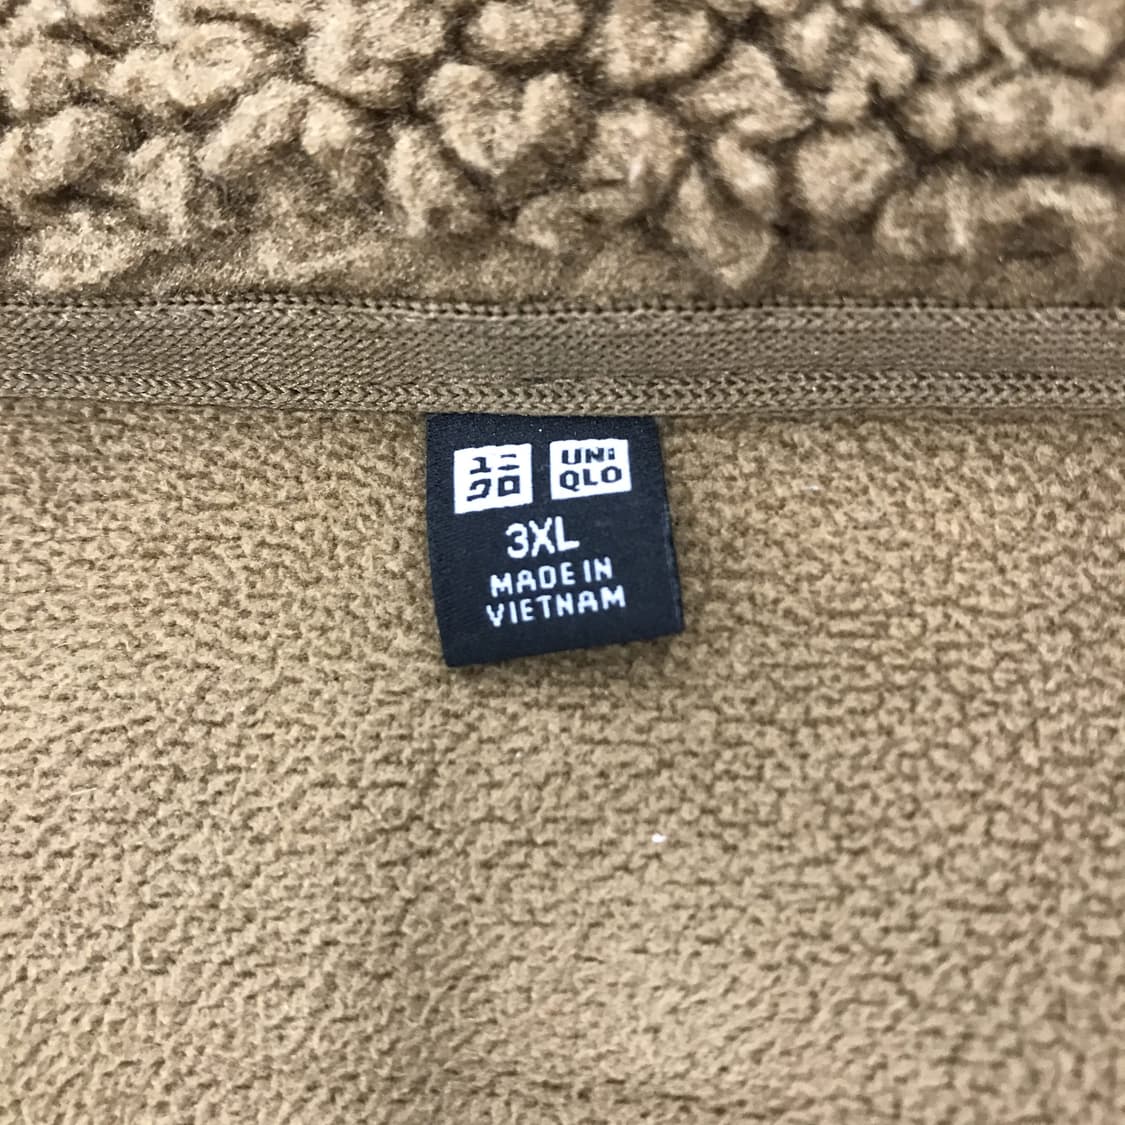 ユニ UNI
クロ QLO
3XL
MADE IN
VIETNAM